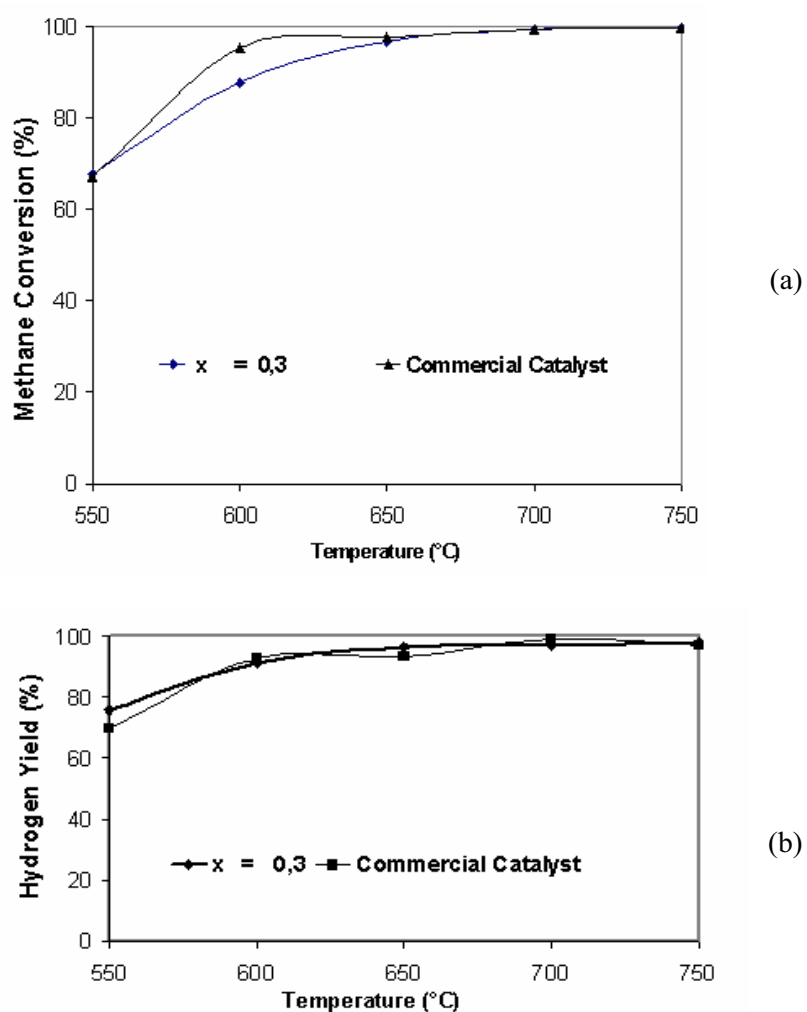 100
80
60
40
20
0
Methane Conversion (%)
x = 0,3 Commercial Catalyst
550 600 650 700 750
Temperature (°C)
(a)
100
80
60
40
20
0
Hydrogen Yield (%)
x = 0,3 Commercial Catalyst
550 600 650 700 750
Temperature (°C)
(b)